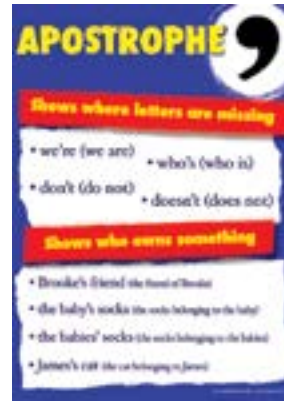 APOSTROPHE ,
Shows where letters are missing
• we're (we are)
• who's (who is)
• don't (do not)
• doesn't (does not)
Shows who owns something
• Brooke's friend (the friend of Brooke)
• the baby's socks (the socks belonging to the baby)
• the babies' socks (the socks belonging to the babies)
• James's cat (the cat belonging to James)